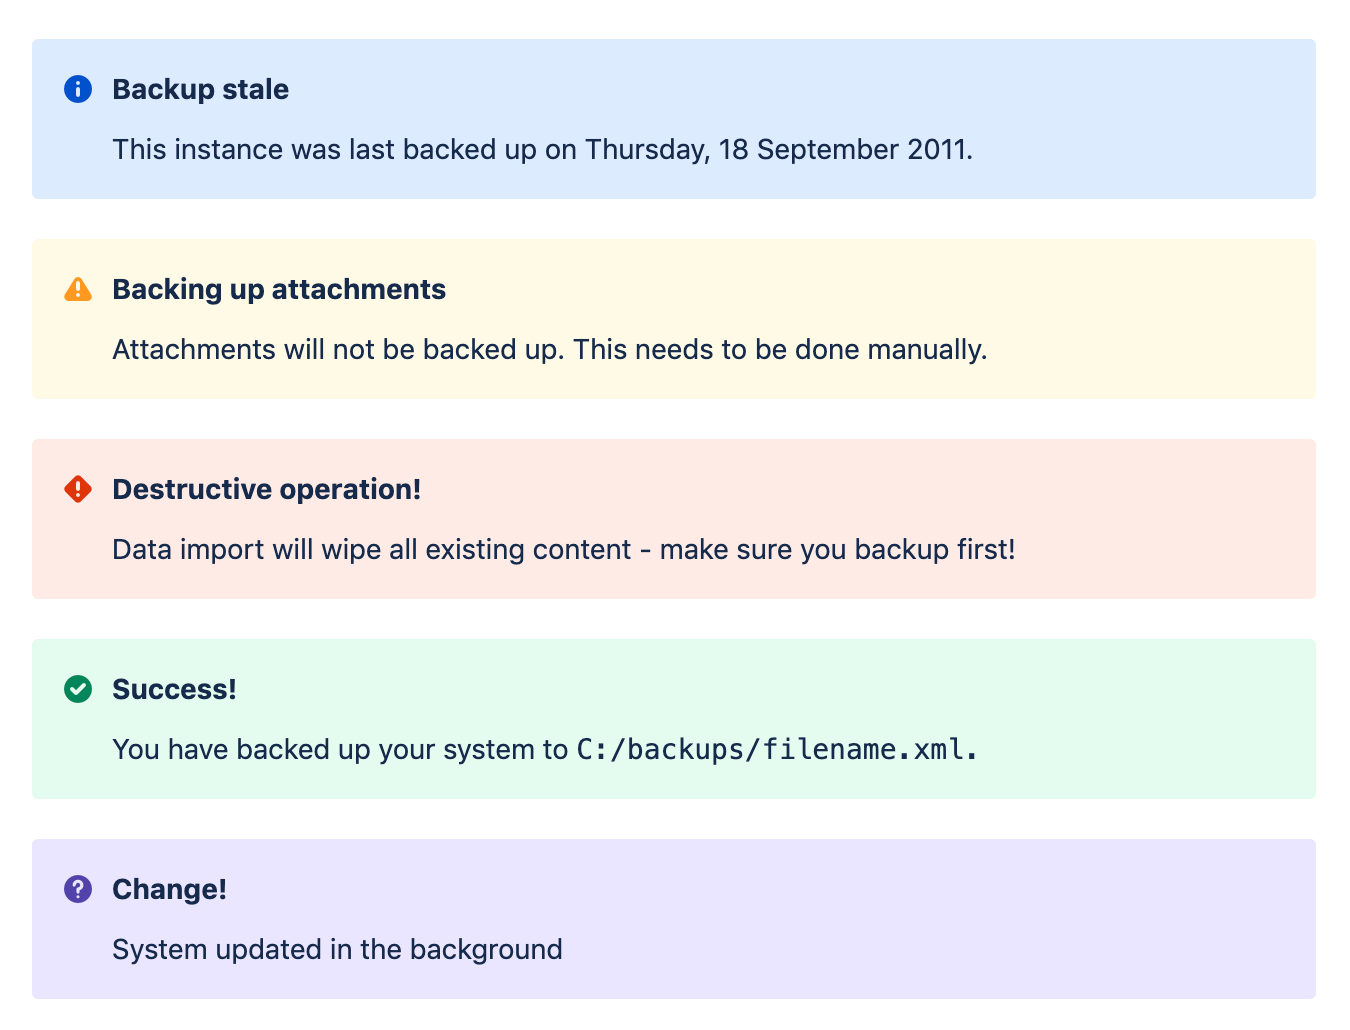 Backup stale
This instance was last backed up on Thursday, 18 September 2011.
Backing up attachments
Attachments will not be backed up. This needs to be done manually.
Destructive operation!
Data import will wipe all existing content - make sure you backup first!
Success!
You have backed up your system to C:/backups/filename.xml.
Change!
System updated in the background